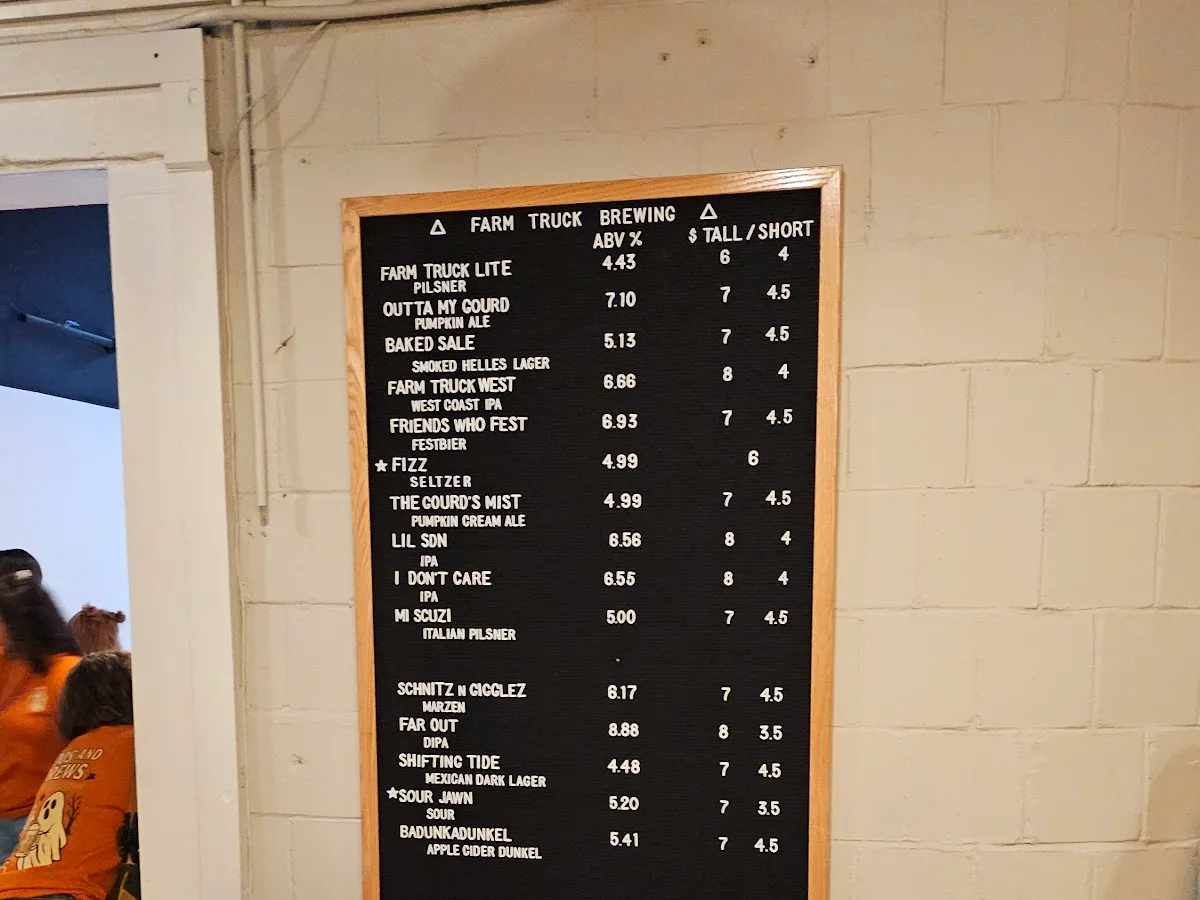 △ FARM TRUCK BREWING △
ABV % $ TALL / SHORT
FARM TRUCK LITE 4.43 6 4
PILSNER
OUTTA MY GOURD 7.10 7 4.5
PUMPKIN ALE
BAKED SALE 5.13 7 4.5
SMOKED HELLES LAGER
FARM TRUCK WEST 6.66 8 4
WEST COAST IPA
FRIENDS WHO FEST 6.93 7 4.5
FESTBIER
★ FIZZ 4.99 6
SELTZER
THE GOURD'S MIST 4.99 7 4.5
PUMPKIN CREAM ALE
LIL SON 6.56 8 4
IPA
I DON'T CARE 6.55 8 4
IPA
MI SCUZI 5.00 7 4.5
ITALIAN PILSNER
SCHNITZ N GIGGLEZ 6.17 7 4.5
MARZEN
FAR OUT 8.88 8 3.5
DIPA
SHIFTING TIDE 4.48 7 4.5
MEXICAN DARK LAGER
★ SOUR JAWN 5.20 7 3.5
SOUR
BADUNKADUNKEL 5.41 7 4.5
APPLE CIDER DUNKEL
AND